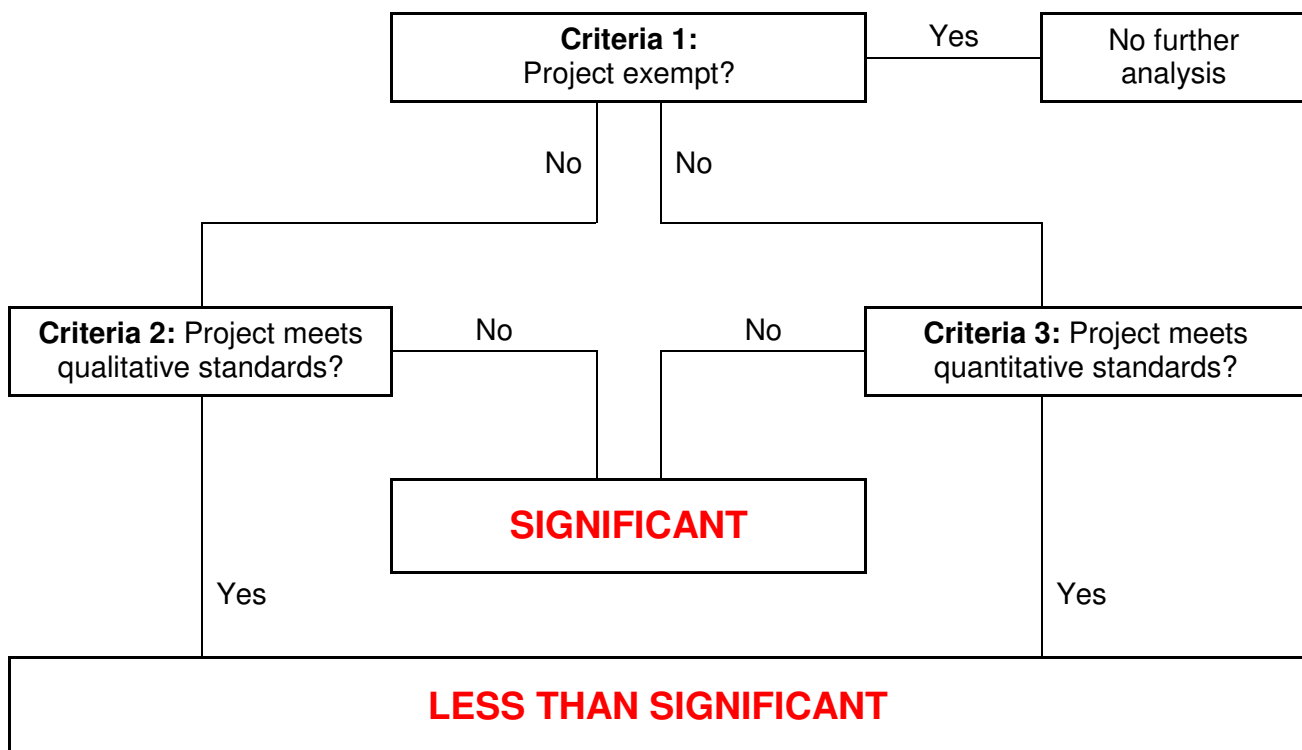 Criteria 1:
Project exempt?
Yes
No further
analysis
No
No
Criteria 2: Project meets
qualitative standards?
No
No
Criteria 3: Project meets
quantitative standards?
SIGNIFICANT
Yes
Yes
LESS THAN SIGNIFICANT